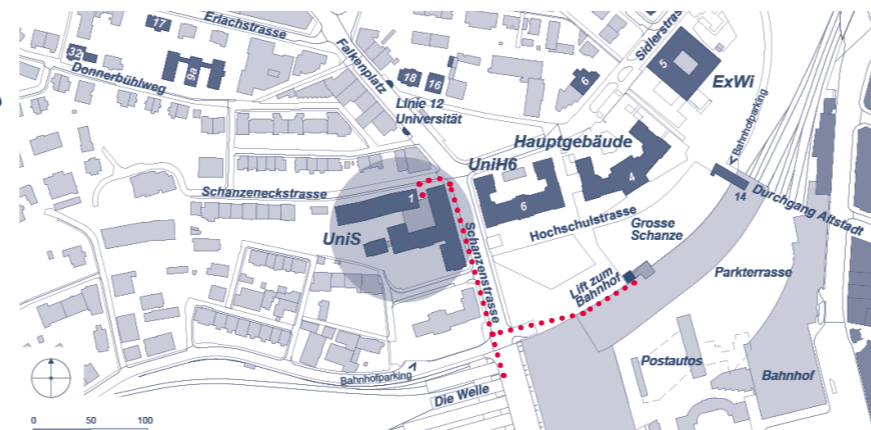 Erlachstrasse
17
32
9a
Donnerbühlweg
Falkenplatz
18
16
Linie 12
Universität
6
Sidlerstras
5
ExWi
Bahnhofparking
Hauptgebäude
4
UniH6
6
Hochschulstrasse
14
Durchgang Altstadt
Schanzeneckstrasse
1
UniS
Schanzenstrasse
Grosse
Schanze
Lift zum
Bahnhof
Parkterrasse
Postautos
Bahnhof
Bahnhofparking
Die Welle
0 50 100